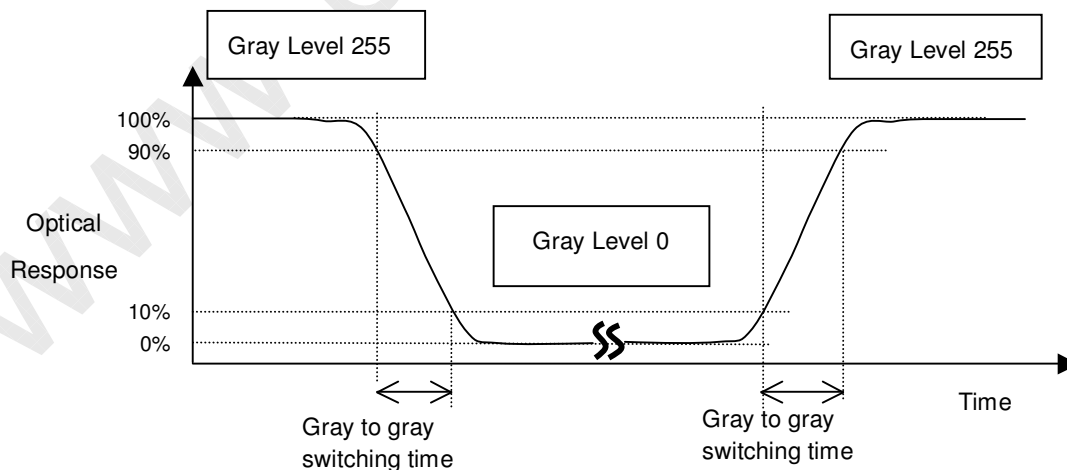 Gray Level 255
Gray Level 255
100%
90%
Optical
Response
Gray Level 0
10%
0%
Time
Gray to gray
switching time
Gray to gray
switching time